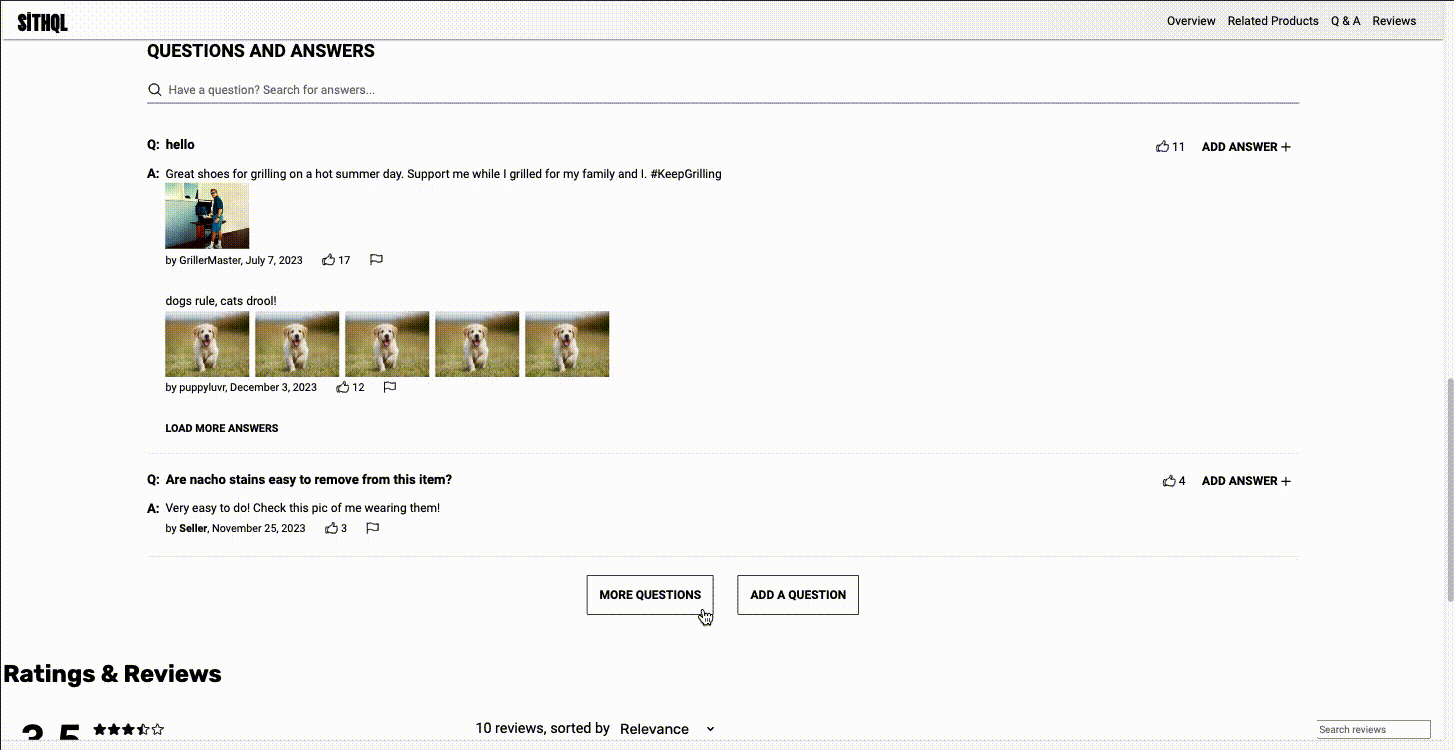 SİTHQL
Overview Related Products Q & A Reviews
QUESTIONS AND ANSWERS
Have a question? Search for answers...
Q: hello
11 ADD ANSWER +
A: Great shoes for grilling on a hot summer day. Support me while I grilled for my family and I. #KeepGrilling
by GrillerMaster, July 7, 2023 17
dogs rule, cats drool!
by puppyluvr, December 3, 2023 12
LOAD MORE ANSWERS
Q: Are nacho stains easy to remove from this item?
4 ADD ANSWER +
A: Very easy to do! Check this pic of me wearing them!
by Seller, November 25, 2023 3
MORE QUESTIONS ADD A QUESTION
Ratings & Reviews
3.5 10 reviews, sorted by Relevance Search reviews